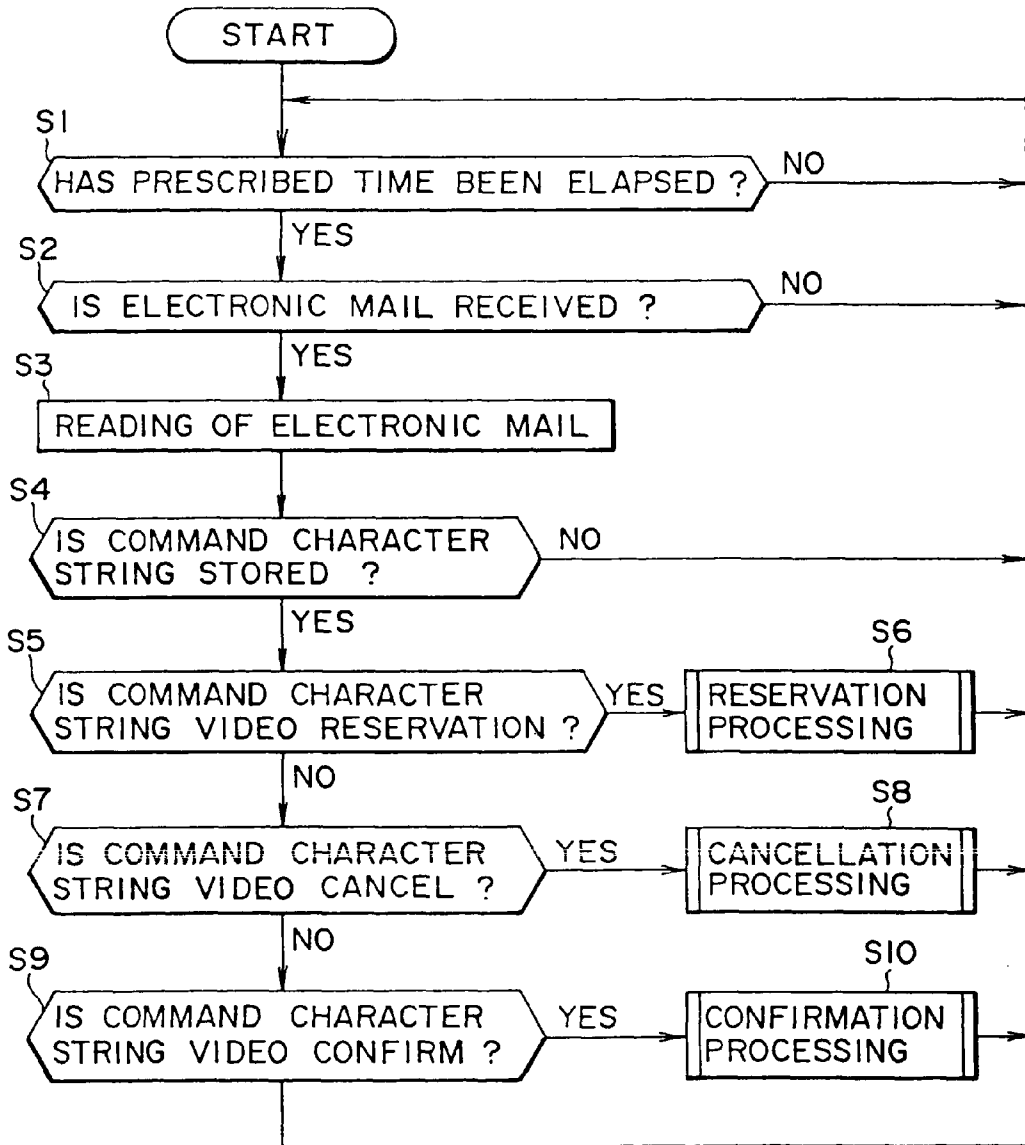 START
S1
HAS PRESCRIBED TIME BEEN ELAPSED ?
NO
YES
S2
IS ELECTRONIC MAIL RECEIVED ?
NO
YES
S3
READING OF ELECTRONIC MAIL
S4
IS COMMAND CHARACTER
STRING STORED ?
NO
YES
S5
IS COMMAND CHARACTER
STRING VIDEO RESERVATION ?
YES
S6
RESERVATION
PROCESSING
NO
S7
IS COMMAND CHARACTER
STRING VIDEO CANCEL ?
YES
S8
CANCELLATION
PROCESSING
NO
S9
IS COMMAND CHARACTER
STRING VIDEO CONFIRM ?
YES
S10
CONFIRMATION
PROCESSING